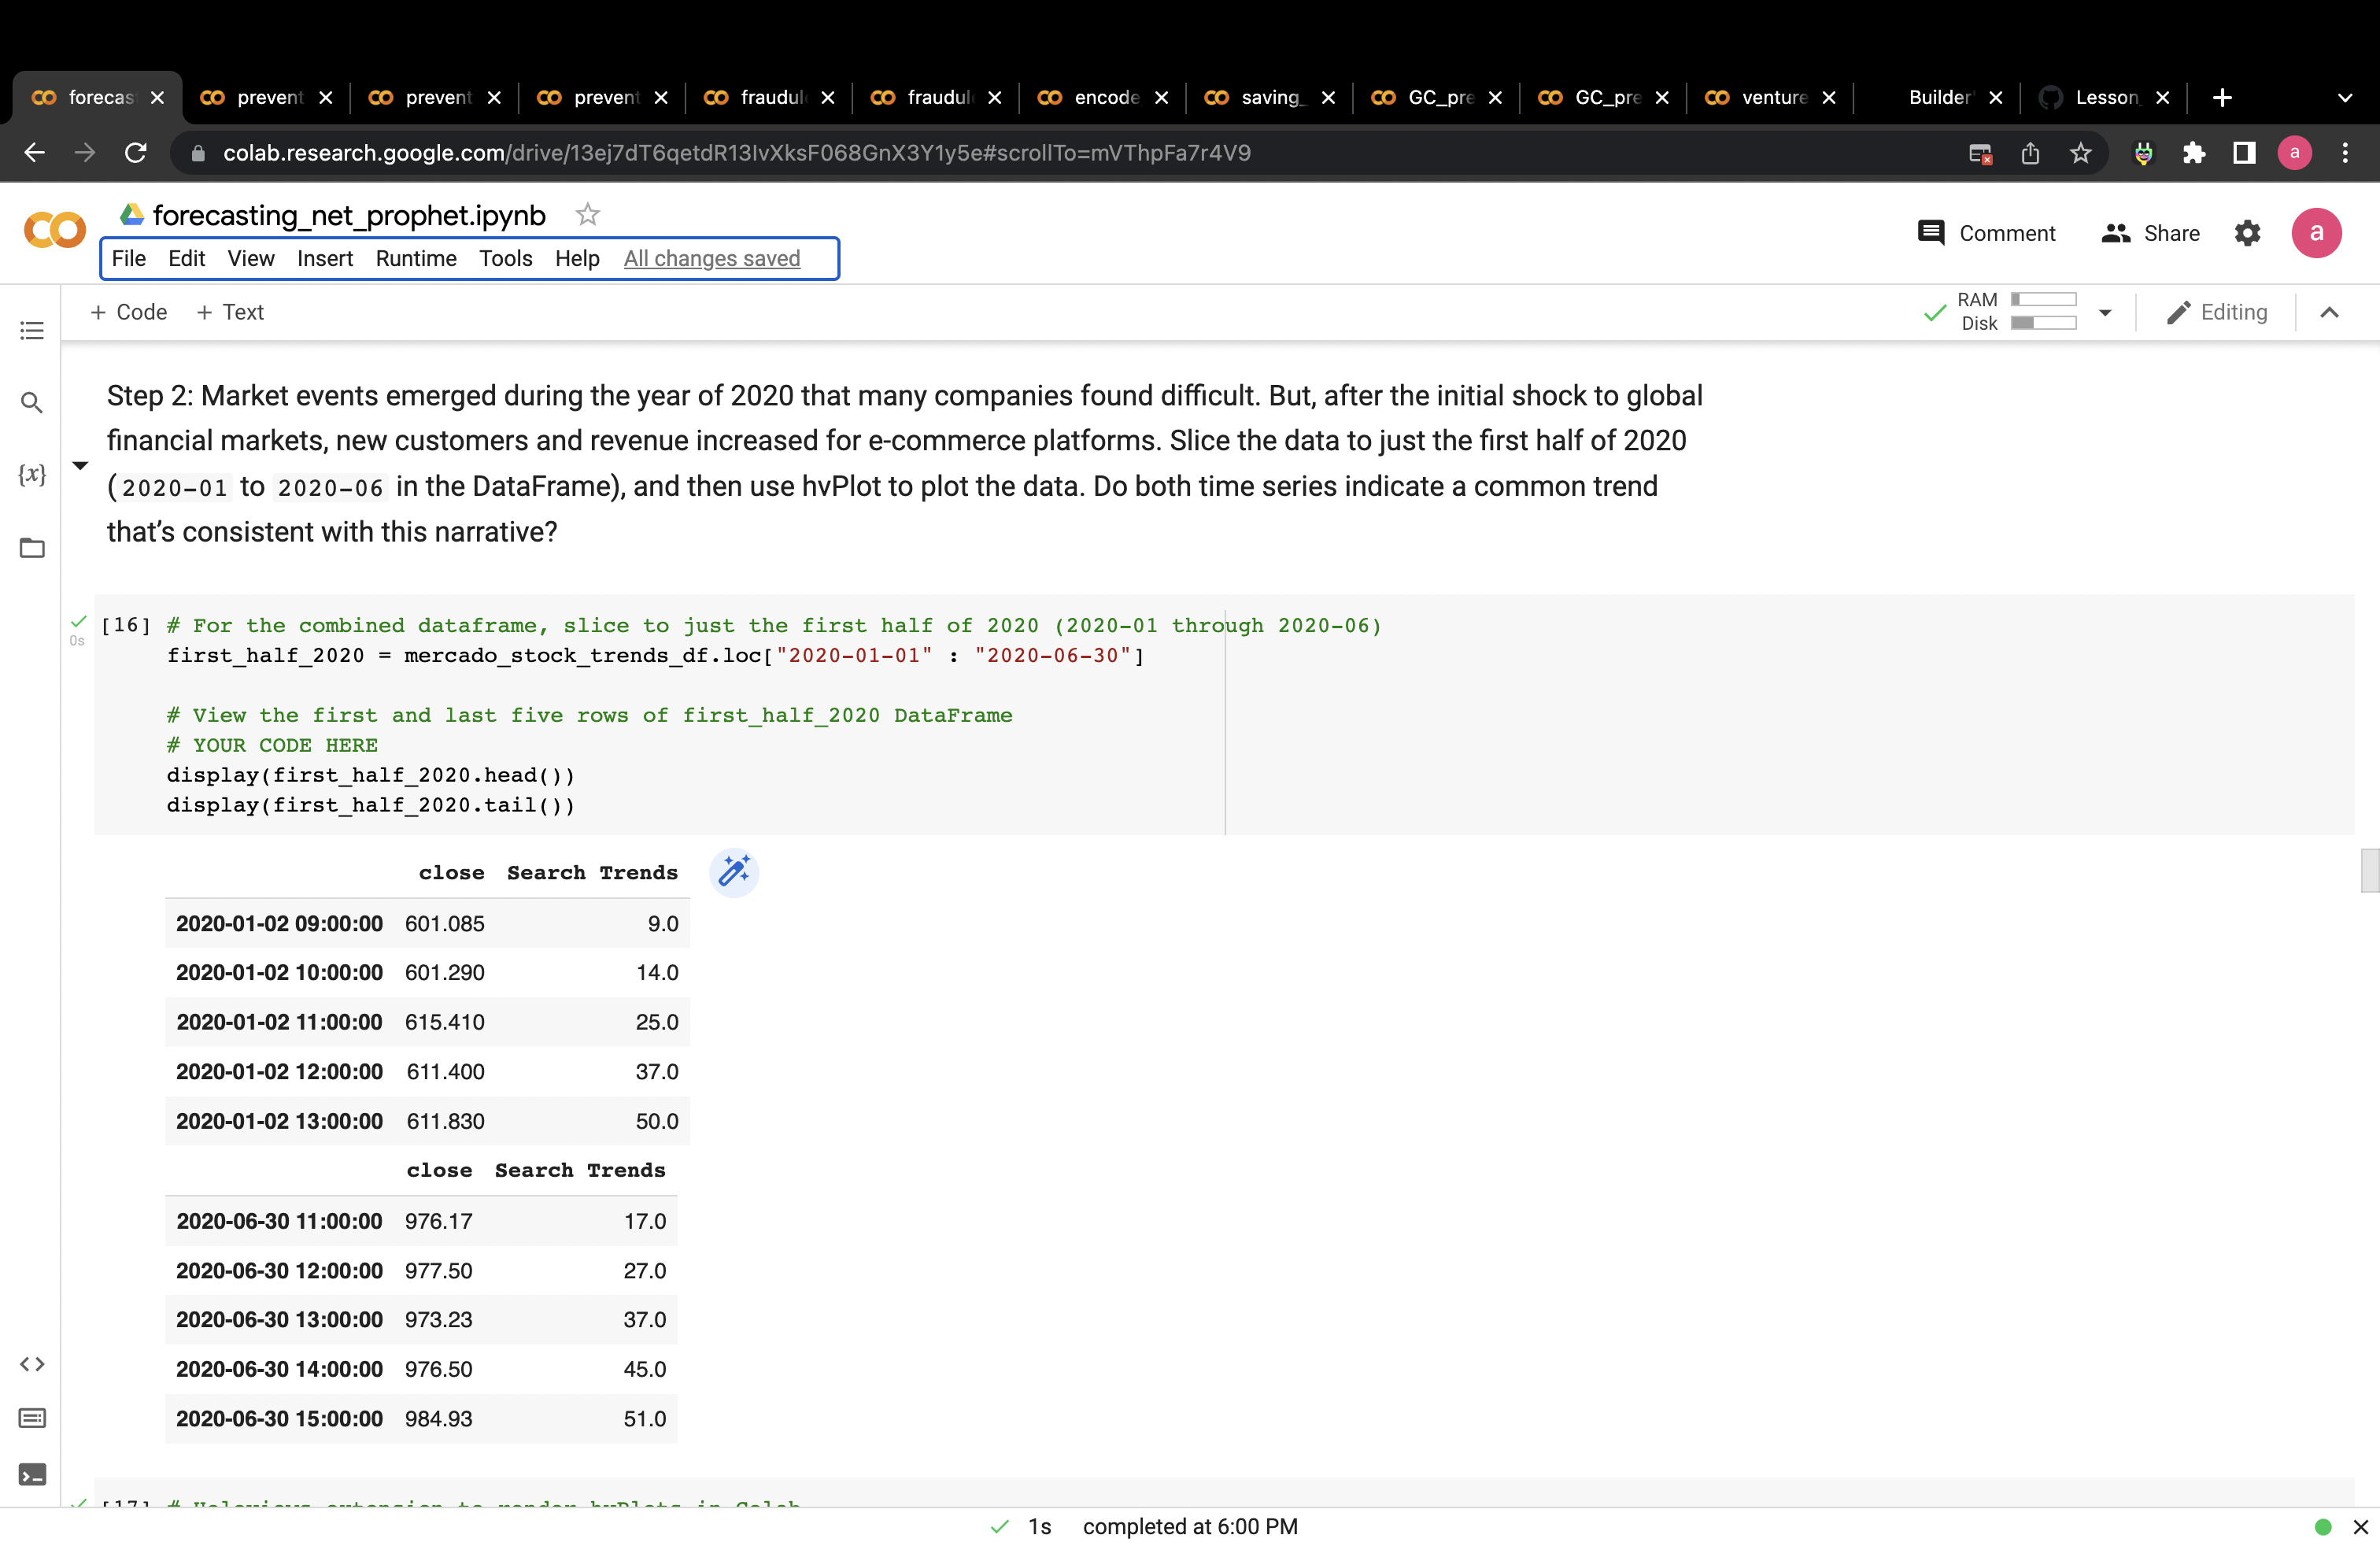 forecas
prevent
prevent
prevent
fraudul
fraudul
encode
saving_
GC_pre
GC_pre
venture
Builder'
Lesson_
colab.research.google.com/drive/13ej7dT6qetdR13IvXksF068GnX3Y1y5e#scrollTo=mVThpFa7r4V9
a
forecasting_net_prophet.ipynb
File Edit View Insert Runtime Tools Help All changes saved
Comment Share a
+ Code + Text
RAM
Disk
Editing
Step 2: Market events emerged during the year of 2020 that many companies found difficult. But, after the initial shock to global
financial markets, new customers and revenue increased for e-commerce platforms. Slice the data to just the first half of 2020
(2020-01 to 2020-06 in the DataFrame), and then use hvPlot to plot the data. Do both time series indicate a common trend
that’s consistent with this narrative?
{x}
0s
[16] # For the combined dataframe, slice to just the first half of 2020 (2020-01 through 2020-06)
first_half_2020 = mercado_stock_trends_df.loc["2020-01-01" : "2020-06-30"]
# View the first and last five rows of first_half_2020 DataFrame
# YOUR CODE HERE
display(first_half_2020.head())
display(first_half_2020.tail())
close Search Trends
2020-01-02 09:00:00 601.085 9.0
2020-01-02 10:00:00 601.290 14.0
2020-01-02 11:00:00 615.410 25.0
2020-01-02 12:00:00 611.400 37.0
2020-01-02 13:00:00 611.830 50.0
close Search Trends
2020-06-30 11:00:00 976.17 17.0
2020-06-30 12:00:00 977.50 27.0
2020-06-30 13:00:00 973.23 37.0
2020-06-30 14:00:00 976.50 45.0
2020-06-30 15:00:00 984.93 51.0
[17] # Holoviews extension to render hvPlots in Colab
1s completed at 6:00 PM